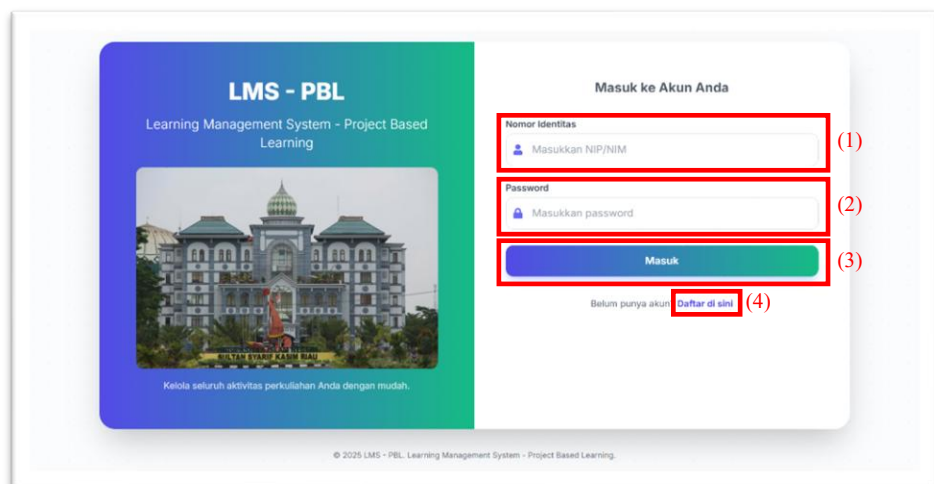 LMS - PBL
Learning Management System - Project Based
Learning
SULTAN SYARIF KASIM RIAU
Kelola seluruh aktivitas perkuliahan Anda dengan mudah.
Masuk ke Akun Anda
Nomor Identitas
Masukkan NIP/NIM
(1)
Password
Masukkan password
(2)
Masuk
(3)
Belum punya akun Daftar di sini
(4)
© 2025 LMS - PBL. Learning Management System - Project Based Learning.